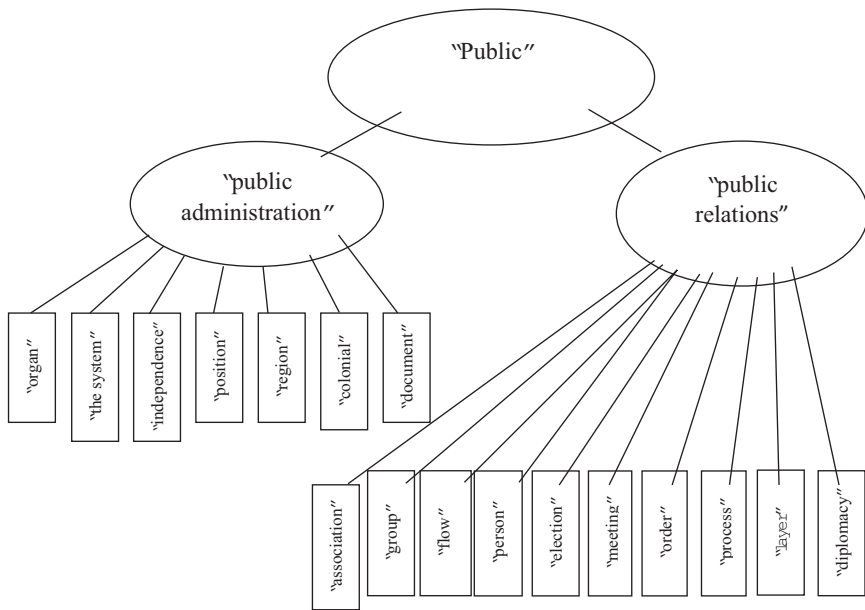 “Public”
“public
administration”
“public
relations”
“organ”
“the system”
“independence”
“position”
“region”
“colonial”
“document”
“association”
“group”
“flow”
“person”
“election”
“meeting”
“order”
“process”
“layer”
“diplomacy”